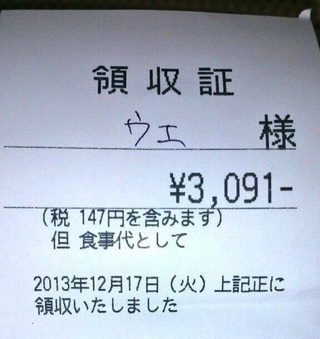 領収証
ウエ 様
¥3,091-
(税 147円を含みます)
但 食事代として
2013年12月17日(火)上記正に
領収いたしました